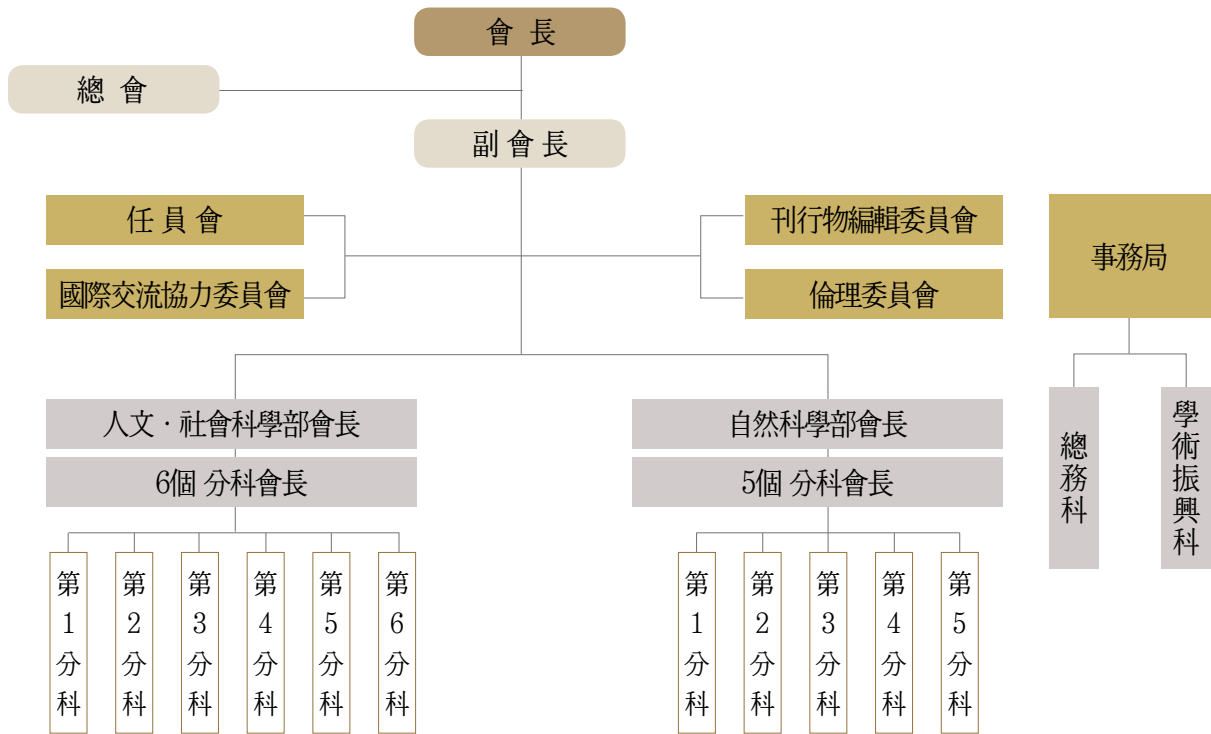 會 長
總 會
副 會 長
任 員 會
刊行物編輯委員會
事務局
國際交流協力委員會
倫理委員會
人文 · 社會科學部會長
自然科學部會長
6個 分科會長
5個 分科會長
總務科
學術振興科
第1分科
第2分科
第3分科
第4分科
第5分科
第6分科
第1分科
第2分科
第3分科
第4分科
第5分科